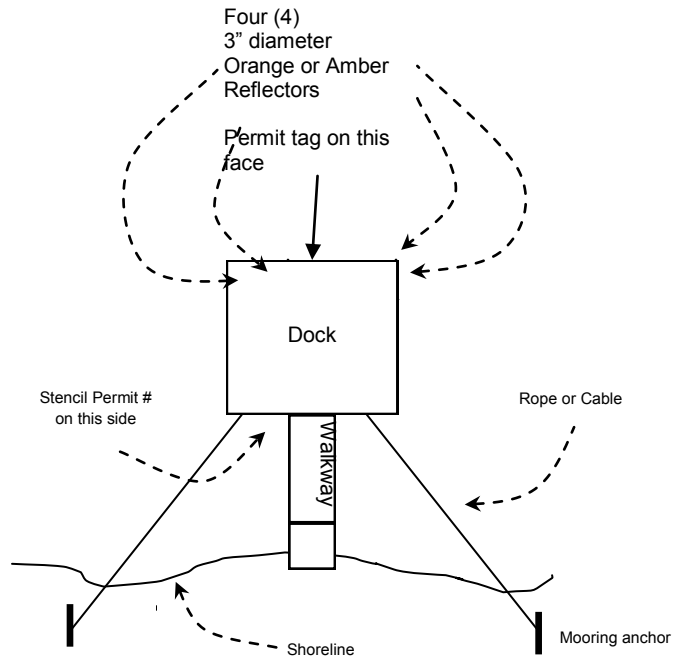 Four (4)
3” diameter
Orange or Amber
Reflectors
Permit tag on this
face
Dock
Stencil Permit #
on this side
Rope or Cable
Walkway
Shoreline
Mooring anchor